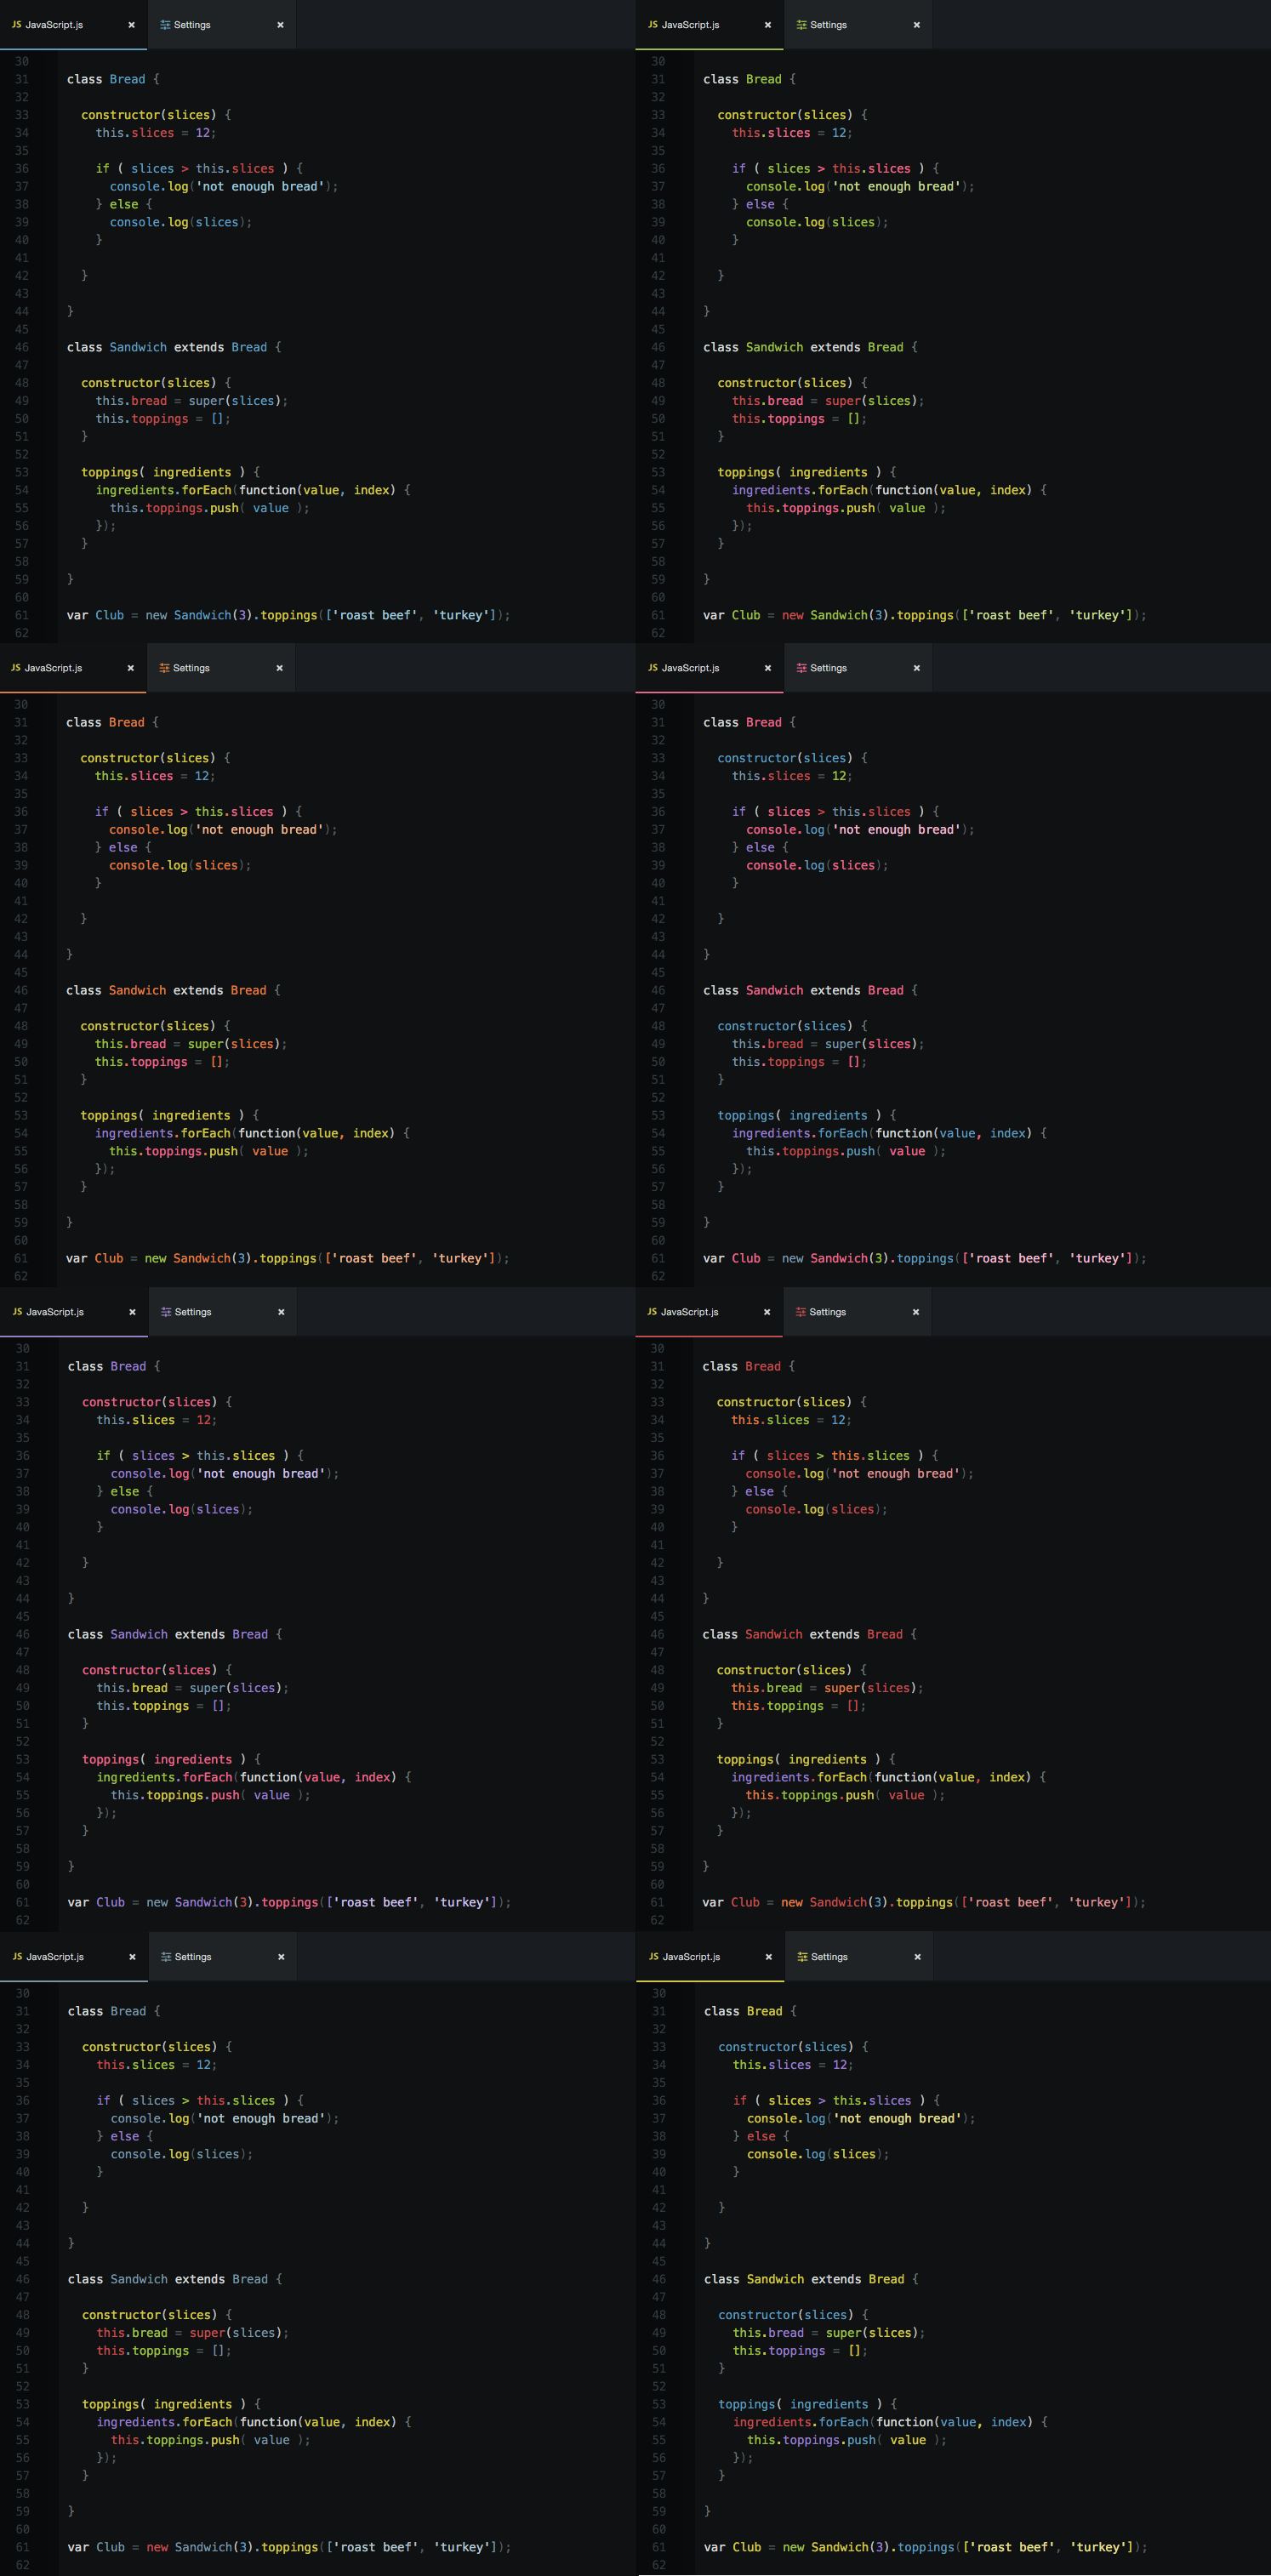 JS JavaScript.js × Settings ×
30
31 class Bread {
32
33 constructor(slices) {
34 this.slices = 12;
35
36 if ( slices > this.slices ) {
37 console.log('not enough bread');
38 } else {
39 console.log(slices);
40 }
41
42 }
43
44 }
45
46 class Sandwich extends Bread {
47
48 constructor(slices) {
49 this.bread = super(slices);
50 this.toppings = [];
51 }
52
53 toppings( ingredients ) {
54 ingredients.forEach(function(value, index) {
55 this.toppings.push( value );
56 });
57 }
58
59 }
60
61 var Club = new Sandwich(3).toppings(['roast beef', 'turkey']);
62
JS JavaScript.js × Settings ×
30
31 class Bread {
32
33 constructor(slices) {
34 this.slices = 12;
35
36 if ( slices > this.slices ) {
37 console.log('not enough bread');
38 } else {
39 console.log(slices);
40 }
41
42 }
43
44 }
45
46 class Sandwich extends Bread {
47
48 constructor(slices) {
49 this.bread = super(slices);
50 this.toppings = [];
51 }
52
53 toppings( ingredients ) {
54 ingredients.forEach(function(value, index) {
55 this.toppings.push( value );
56 });
57 }
58
59 }
60
61 var Club = new Sandwich(3).toppings(['roast beef', 'turkey']);
62
JS JavaScript.js × Settings ×
30
31 class Bread {
32
33 constructor(slices) {
34 this.slices = 12;
35
36 if ( slices > this.slices ) {
37 console.log('not enough bread');
38 } else {
39 console.log(slices);
40 }
41
42 }
43
44 }
45
46 class Sandwich extends Bread {
47
48 constructor(slices) {
49 this.bread = super(slices);
50 this.toppings = [];
51 }
52
53 toppings( ingredients ) {
54 ingredients.forEach(function(value, index) {
55 this.toppings.push( value );
56 });
57 }
58
59 }
60
61 var Club = new Sandwich(3).toppings(['roast beef', 'turkey']);
62
JS JavaScript.js × Settings ×
30
31 class Bread {
32
33 constructor(slices) {
34 this.slices = 12;
35
36 if ( slices > this.slices ) {
37 console.log('not enough bread');
38 } else {
39 console.log(slices);
40 }
41
42 }
43
44 }
45
46 class Sandwich extends Bread {
47
48 constructor(slices) {
49 this.bread = super(slices);
50 this.toppings = [];
51 }
52
53 toppings( ingredients ) {
54 ingredients.forEach(function(value, index) {
55 this.toppings.push( value );
56 });
57 }
58
59 }
60
61 var Club = new Sandwich(3).toppings(['roast beef', 'turkey']);
62
JS JavaScript.js × Settings ×
30
31 class Bread {
32
33 constructor(slices) {
34 this.slices = 12;
35
36 if ( slices > this.slices ) {
37 console.log('not enough bread');
38 } else {
39 console.log(slices);
40 }
41
42 }
43
44 }
45
46 class Sandwich extends Bread {
47
48 constructor(slices) {
49 this.bread = super(slices);
50 this.toppings = [];
51 }
52
53 toppings( ingredients ) {
54 ingredients.forEach(function(value, index) {
55 this.toppings.push( value );
56 });
57 }
58
59 }
60
61 var Club = new Sandwich(3).toppings(['roast beef', 'turkey']);
62
JS JavaScript.js × Settings ×
30
31 class Bread {
32
33 constructor(slices) {
34 this.slices = 12;
35
36 if ( slices > this.slices ) {
37 console.log('not enough bread');
38 } else {
39 console.log(slices);
40 }
41
42 }
43
44 }
45
46 class Sandwich extends Bread {
47
48 constructor(slices) {
49 this.bread = super(slices);
50 this.toppings = [];
51 }
52
53 toppings( ingredients ) {
54 ingredients.forEach(function(value, index) {
55 this.toppings.push( value );
56 });
57 }
58
59 }
60
61 var Club = new Sandwich(3).toppings(['roast beef', 'turkey']);
62
JS JavaScript.js × Settings ×
30
31 class Bread {
32
33 constructor(slices) {
34 this.slices = 12;
35
36 if ( slices > this.slices ) {
37 console.log('not enough bread');
38 } else {
39 console.log(slices);
40 }
41
42 }
43
44 }
45
46 class Sandwich extends Bread {
47
48 constructor(slices) {
49 this.bread = super(slices);
50 this.toppings = [];
51 }
52
53 toppings( ingredients ) {
54 ingredients.forEach(function(value, index) {
55 this.toppings.push( value );
56 });
57 }
58
59 }
60
61 var Club = new Sandwich(3).toppings(['roast beef', 'turkey']);
62
JS JavaScript.js × Settings ×
30
31 class Bread {
32
33 constructor(slices) {
34 this.slices = 12;
35
36 if ( slices > this.slices ) {
37 console.log('not enough bread');
38 } else {
39 console.log(slices);
40 }
41
42 }
43
44 }
45
46 class Sandwich extends Bread {
47
48 constructor(slices) {
49 this.bread = super(slices);
50 this.toppings = [];
51 }
52
53 toppings( ingredients ) {
54 ingredients.forEach(function(value, index) {
55 this.toppings.push( value );
56 });
57 }
58
59 }
60
61 var Club = new Sandwich(3).toppings(['roast beef', 'turkey']);
62